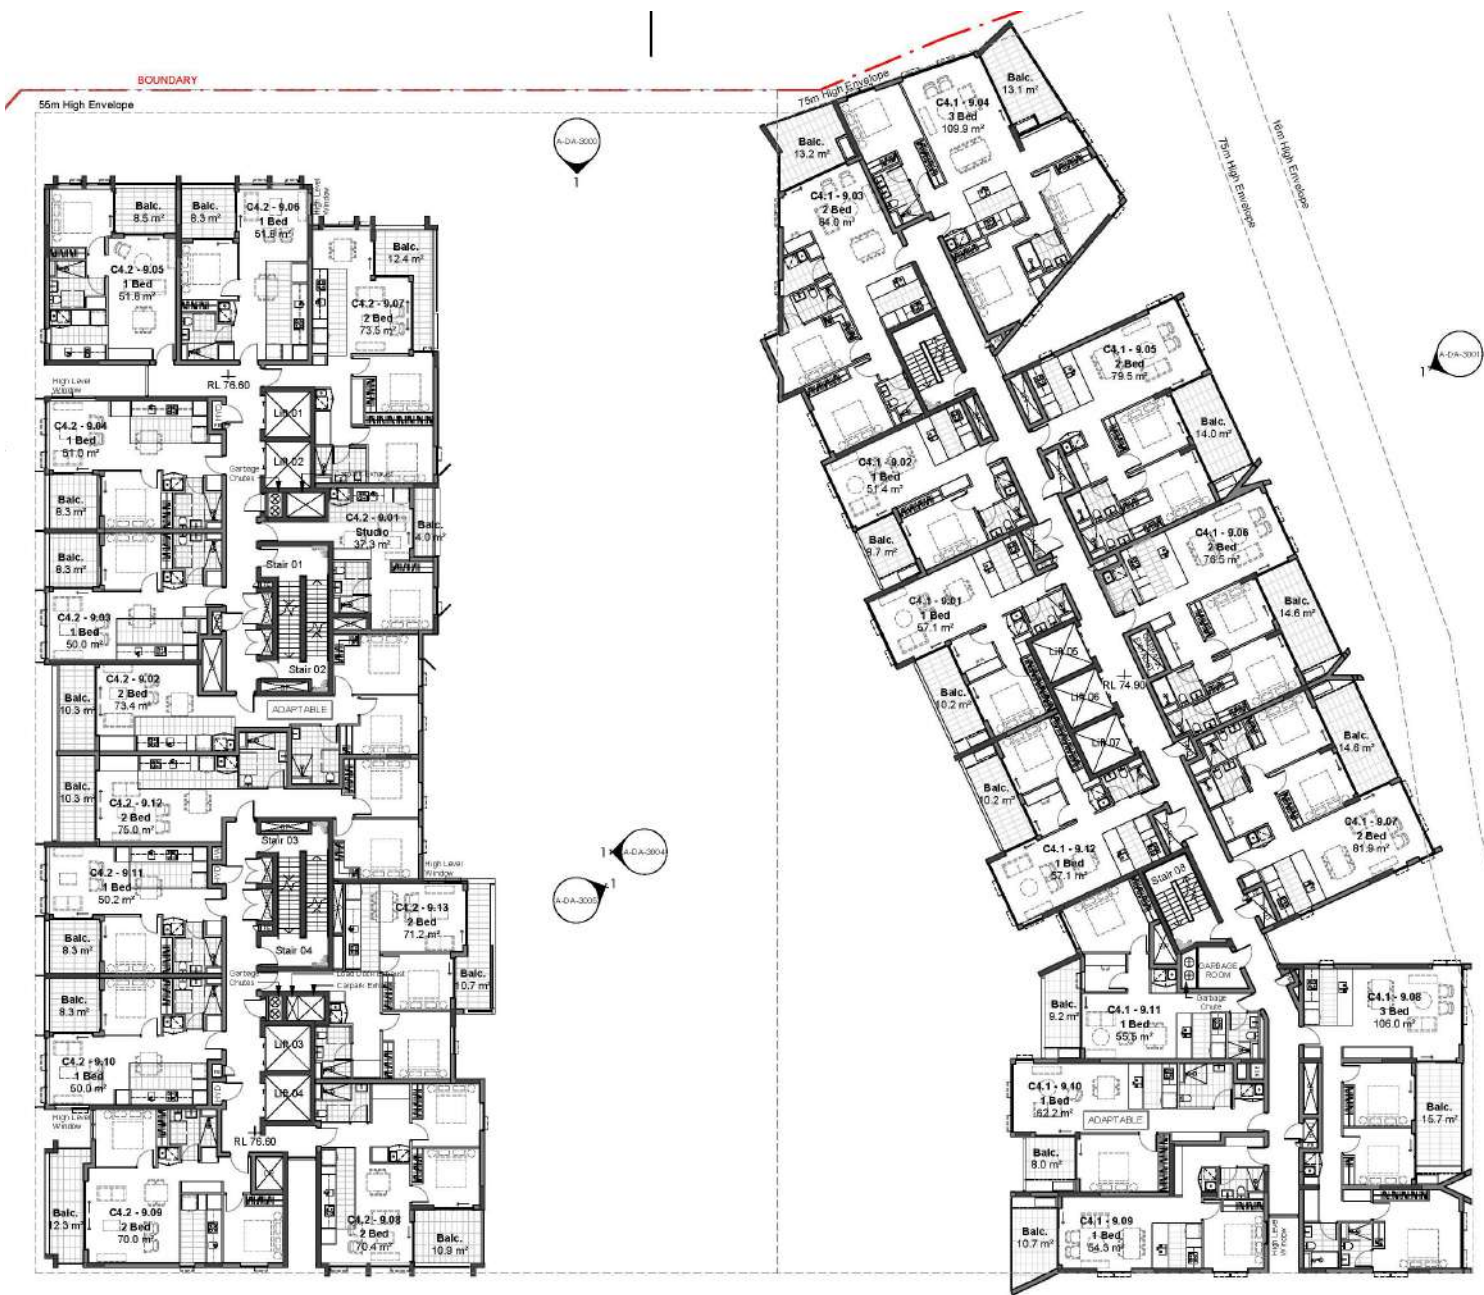 BOUNDARY
55m High Envelope
75m High Envelope
75m High Envelope
16m High Envelope
A-DA-3000
1
A-DA-3001
1
1
A-DA-3004
A-DA-3005
1
Balc.
8.5 m²
Balc.
8.3 m²
C4.2 - 9.06
1 Bed
High Level
Window
C4.2 - 9.05
1 Bed
51.6 m²
Balc.
12.4 m²
C4.2 - 9.07
2 Bed
73.5 m²
RL 76.60
High Level
Window
Lift 01
C4.2 - 9.04
1 Bed
51.0 m²
Lift 02
Garbage
Chutes
Balc.
8.3 m²
C4.2 - 9.01
Studio
37.3 m²
Balc.
4.0 m²
Balc.
8.3 m²
Stair 01
C4.2 - 9.03
1 Bed
50.0 m²
Stair 02
C4.2 - 9.02
2 Bed
73.4 m²
Balc.
10.3 m²
ADAPTABLE
Balc.
10.3 m²
C4.2 - 9.12
2 Bed
75.0 m²
Stair 03
High Level
Window
C4.2 - 9.11
1 Bed
50.2 m²
C4.2 - 9.13
2 Bed
71.2 m²
Balc.
8.3 m²
Stair 04
Garbage
Chutes
Balc.
10.7 m²
Balc.
8.3 m²
Lift 03
C4.2 - 9.10
1 Bed
50.0 m²
Lift 04
High Level
Window
RL 76.60
Balc.
12.3 m²
C4.2 - 9.09
2 Bed
70.0 m²
C4.2 - 9.08
2 Bed
70.4 m²
Balc.
10.9 m²
Balc.
13.1 m²
C4.1 - 9.04
3 Bed
109.9 m²
Balc.
13.2 m²
C4.1 - 9.03
2 Bed
84.0 m²
C4.1 - 9.05
2 Bed
79.5 m²
Balc.
14.0 m²
C4.1 - 9.02
1 Bed
51.4 m²
Balc.
8.7 m²
C4.1 - 9.06
2 Bed
76.5 m²
Balc.
14.6 m²
C4.1 - 9.01
1 Bed
57.1 m²
Lift 05
Balc.
10.2 m²
RL 74.90
Lift 06
Lift 07
Balc.
14.6 m²
Balc.
10.2 m²
C4.1 - 9.07
2 Bed
81.9 m²
C4.1 - 9.12
1 Bed
57.1 m²
Stair 08
GARBAGE
ROOM
Garbage
Chute
Balc.
9.2 m²
C4.1 - 9.11
1 Bed
55.5 m²
C4.1 - 9.08
3 Bed
106.0 m²
C4.1 - 9.10
1 Bed
62.2 m²
ADAPTABLE
Balc.
15.7 m²
Balc.
8.0 m²
Balc.
10.7 m²
C4.1 - 9.09
1 Bed
54.3 m²
High Level
Window